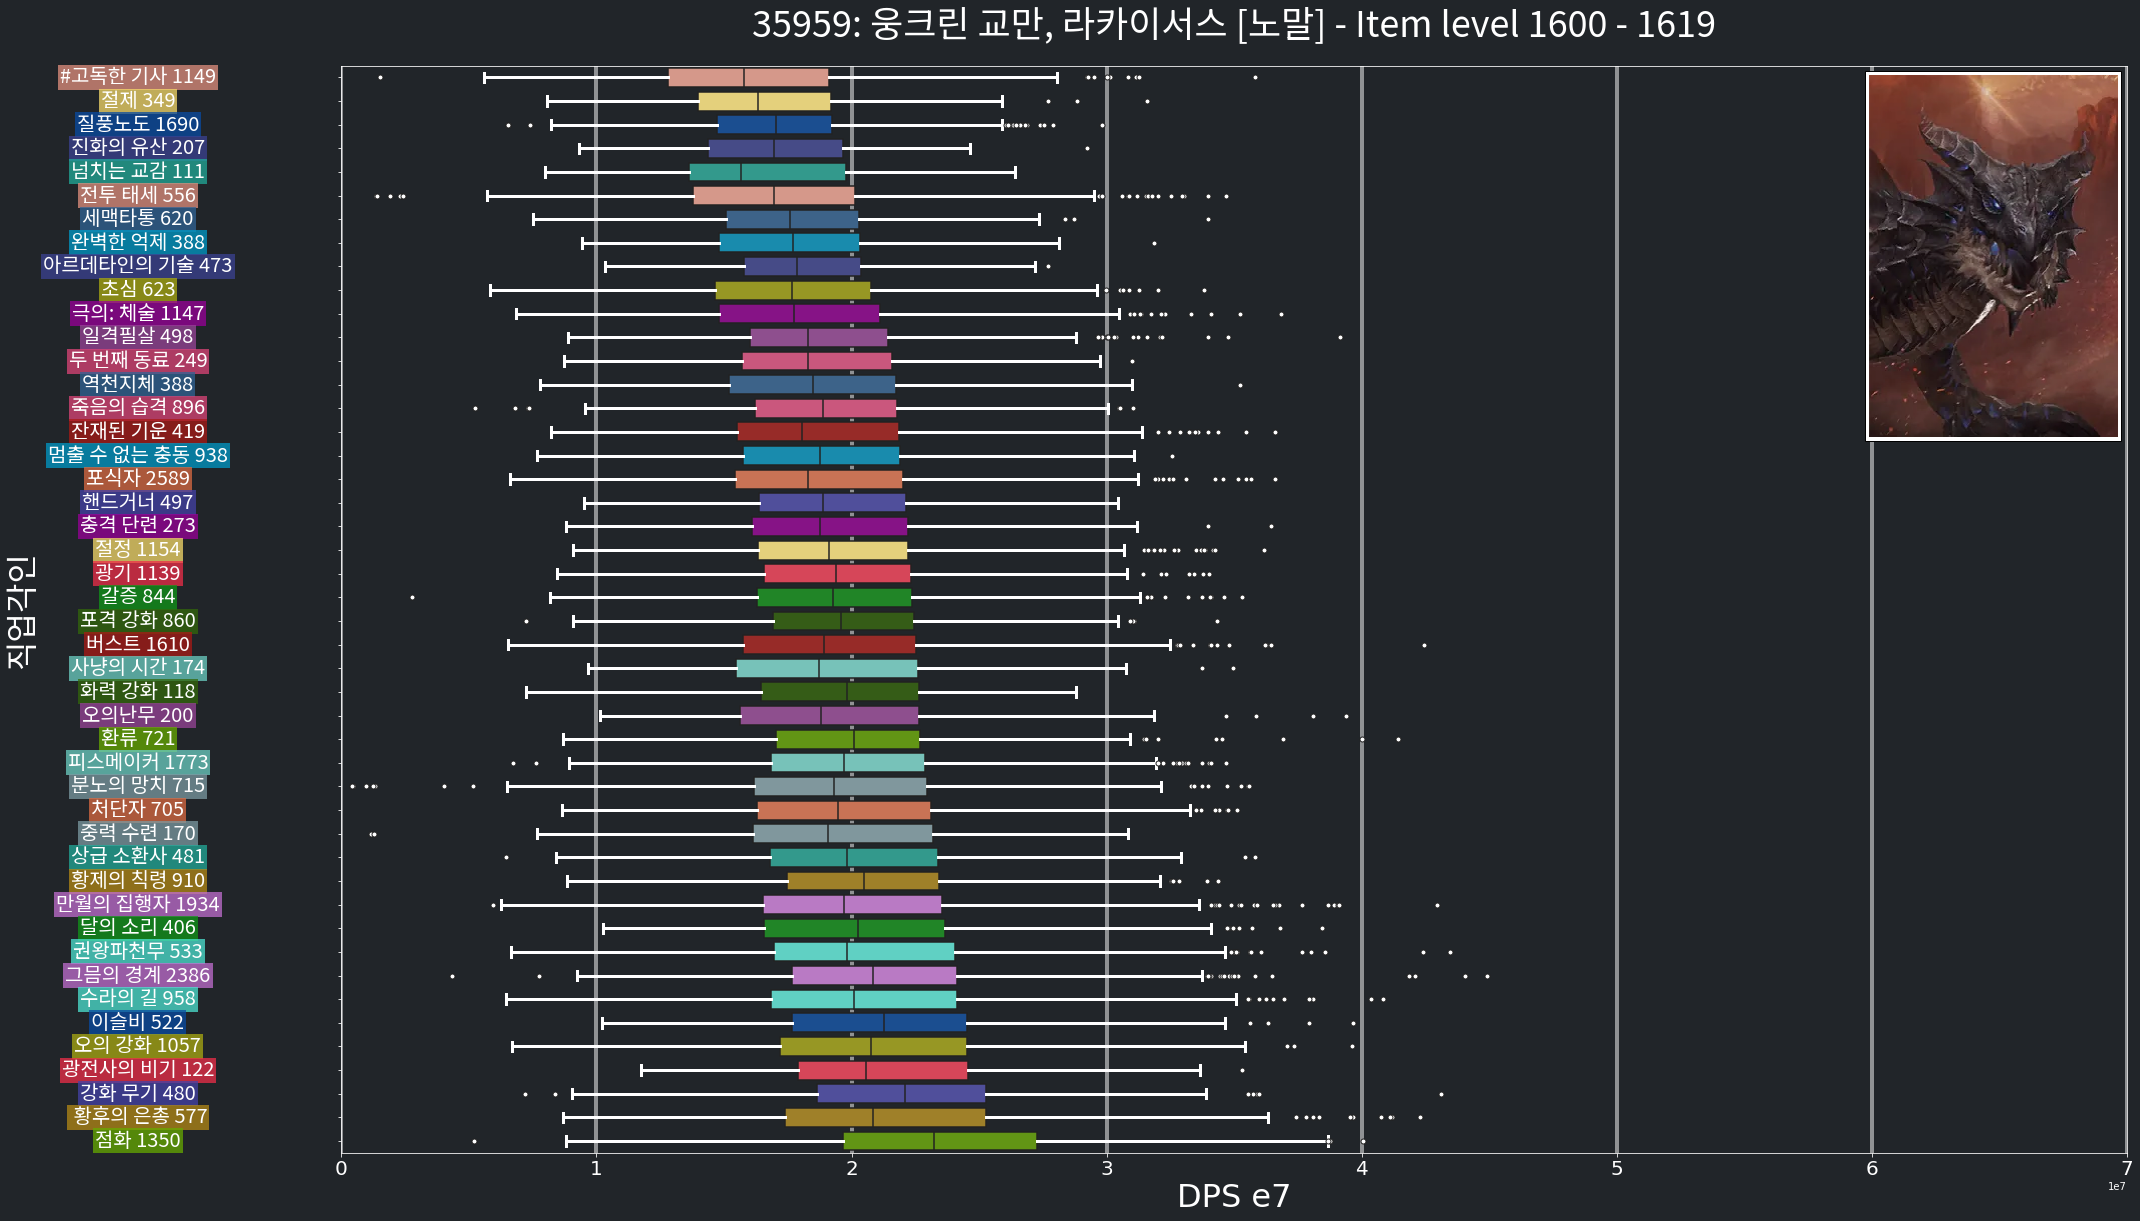 35959: 웅크린 교만, 라카이서스 [노말] - Item level 1600 - 1619
직업각인
#고독한 기사 1149
절제 349
질풍노도 1690
진화의 유산 207
넘치는 교감 111
전투 태세 556
세맥타통 620
완벽한 억제 388
아르데타인의 기술 473
초심 623
극의: 체술 1147
일격필살 498
두 번째 동료 249
역천지체 388
죽음의 습격 896
잔재된 기운 419
멈출 수 없는 충동 938
포식자 2589
핸드거너 497
충격 단련 273
절정 1154
광기 1139
갈증 844
포격 강화 860
버스트 1610
사냥의 시간 174
화력 강화 118
오의난무 200
환류 721
피스메이커 1773
분노의 망치 715
처단자 705
중력 수련 170
상급 소환사 481
황제의 칙령 910
만월의 집행자 1934
달의 소리 406
권왕파천무 533
그믐의 경계 2386
수라의 길 958
이슬비 522
오의 강화 1057
광전사의 비기 122
강화 무기 480
황후의 은총 577
점화 1350
0 1 2 3 4 5 6 7
DPS e7
1e7